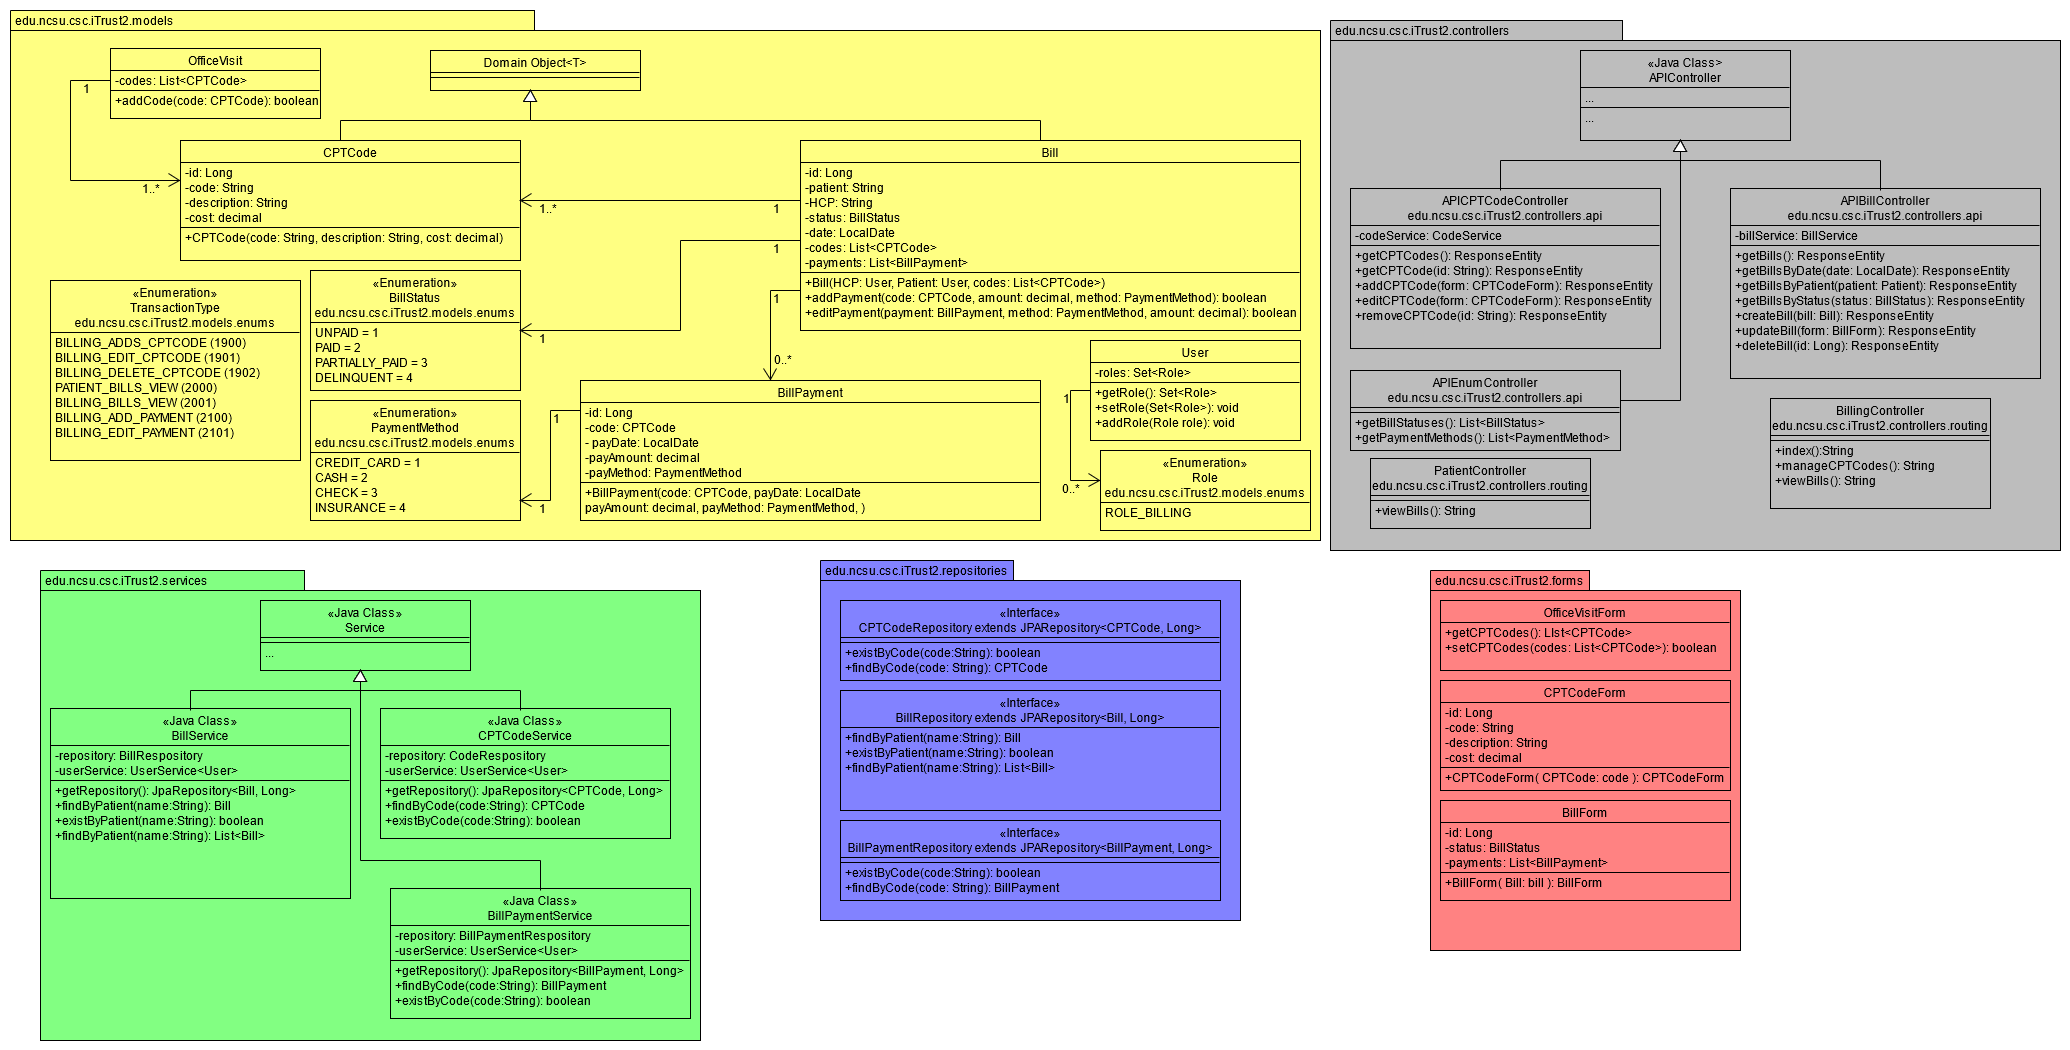 edu.ncsu.csc.iTrust2.models
OfficeVisit
-codes: List<CPTCode>
+addCode(code: CPTCode): boolean
1
1..*
Domain Object<T>
CPTCode
-id: Long
-code: String
-description: String
-cost: decimal
+CPTCode(code: String, description: String, cost: decimal)
1..*
1
1
1
Bill
-id: Long
-patient: String
-HCP: String
-status: BillStatus
-date: LocalDate
-codes: List<CPTCode>
-payments: List<BillPayment>
+Bill(HCP: User, Patient: User, codes: List<CPTCode>)
+addPayment(code: CPTCode, amount: decimal, method: PaymentMethod): boolean
+editPayment(payment: BillPayment, method: PaymentMethod, amount: decimal): boolean
«Enumeration»
TransactionType
edu.ncsu.csc.iTrust2.models.enums
BILLING_ADDS_CPTCODE (1900)
BILLING_EDIT_CPTCODE (1901)
BILLING_DELETE_CPTCODE (1902)
PATIENT_BILLS_VIEW (2000)
BILLING_BILLS_VIEW (2001)
BILLING_ADD_PAYMENT (2100)
BILLING_EDIT_PAYMENT (2101)
«Enumeration»
BillStatus
edu.ncsu.csc.iTrust2.models.enums
UNPAID = 1
PAID = 2
PARTIALLY_PAID = 3
DELINQUENT = 4
1
0..*
«Enumeration»
PaymentMethod
edu.ncsu.csc.iTrust2.models.enums
CREDIT_CARD = 1
CASH = 2
CHECK = 3
INSURANCE = 4
1
1
BillPayment
-id: Long
-code: CPTCode
- payDate: LocalDate
-payAmount: decimal
-payMethod: PaymentMethod
+BillPayment(code: CPTCode, payDate: LocalDate
payAmount: decimal, payMethod: PaymentMethod, )
User
-roles: Set<Role>
+getRole(): Set<Role>
+setRole(Set<Role>): void
+addRole(Role role): void
1
0..*
«Enumeration»
Role
edu.ncsu.csc.iTrust2.models.enums
ROLE_BILLING
edu.ncsu.csc.iTrust2.controllers
«Java Class>
APIController
...
...
APICPTCodeController
edu.ncsu.csc.iTrust2.controllers.api
-codeService: CodeService
+getCPTCodes(): ResponseEntity
+getCPTCode(id: String): ResponseEntity
+addCPTCode(form: CPTCodeForm): ResponseEntity
+editCPTCode(form: CPTCodeForm): ResponseEntity
+removeCPTCode(id: String): ResponseEntity
APIBillController
edu.ncsu.csc.iTrust2.controllers.api
-billService: BillService
+getBills(): ResponseEntity
+getBillsByDate(date: LocalDate): ResponseEntity
+getBillsByPatient(patient: Patient): ResponseEntity
+getBillsByStatus(status: BillStatus): ResponseEntity
+createBill(bill: Bill): ResponseEntity
+updateBill(form: BillForm): ResponseEntity
+deleteBill(id: Long): ResponseEntity
APIEnumController
edu.ncsu.csc.iTrust2.controllers.api
+getBillStatuses(): List<BillStatus>
+getPaymentMethods(): List<PaymentMethod>
BillingController
edu.ncsu.csc.iTrust2.controllers.routing
+index():String
+manageCPTCodes(): String
+viewBills(): String
PatientController
edu.ncsu.csc.iTrust2.controllers.routing
+viewBills(): String
edu.ncsu.csc.iTrust2.services
«Java Class»
Service
...
«Java Class»
BillService
-repository: BillRespository
-userService: UserService<User>
+getRepository(): JpaRepository<Bill, Long>
+findByPatient(name:String): Bill
+existByPatient(name:String): boolean
+findByPatient(name:String): List<Bill>
«Java Class»
CPTCodeService
-repository: CodeRespository
-userService: UserService<User>
+getRepository(): JpaRepository<CPTCode, Long>
+findByCode(code:String): CPTCode
+existByCode(code:String): boolean
«Java Class»
BillPaymentService
-repository: BillPaymentRespository
-userService: UserService<User>
+getRepository(): JpaRepository<BillPayment, Long>
+findByCode(code:String): BillPayment
+existByCode(code:String): boolean
edu.ncsu.csc.iTrust2.repositories
«Interface»
CPTCodeRepository extends JPARepository<CPTCode, Long>
+existByCode(code:String): boolean
+findByCode(code: String): CPTCode
«Interface»
BillRepository extends JPARepository<Bill, Long>
+findByPatient(name:String): Bill
+existByPatient(name:String): boolean
+findByPatient(name:String): List<Bill>
«Interface»
BillPaymentRepository extends JPARepository<BillPayment, Long>
+existByCode(code:String): boolean
+findByCode(code: String): BillPayment
edu.ncsu.csc.iTrust2.forms
OfficeVisitForm
+getCPTCodes(): LIst<CPTCode>
+setCPTCodes(codes: List<CPTCode>): boolean
CPTCodeForm
-id: Long
-code: String
-description: String
-cost: decimal
+CPTCodeForm( CPTCode: code ): CPTCodeForm
BillForm
-id: Long
-status: BillStatus
-payments: List<BillPayment>
+BillForm( Bill: bill ): BillForm